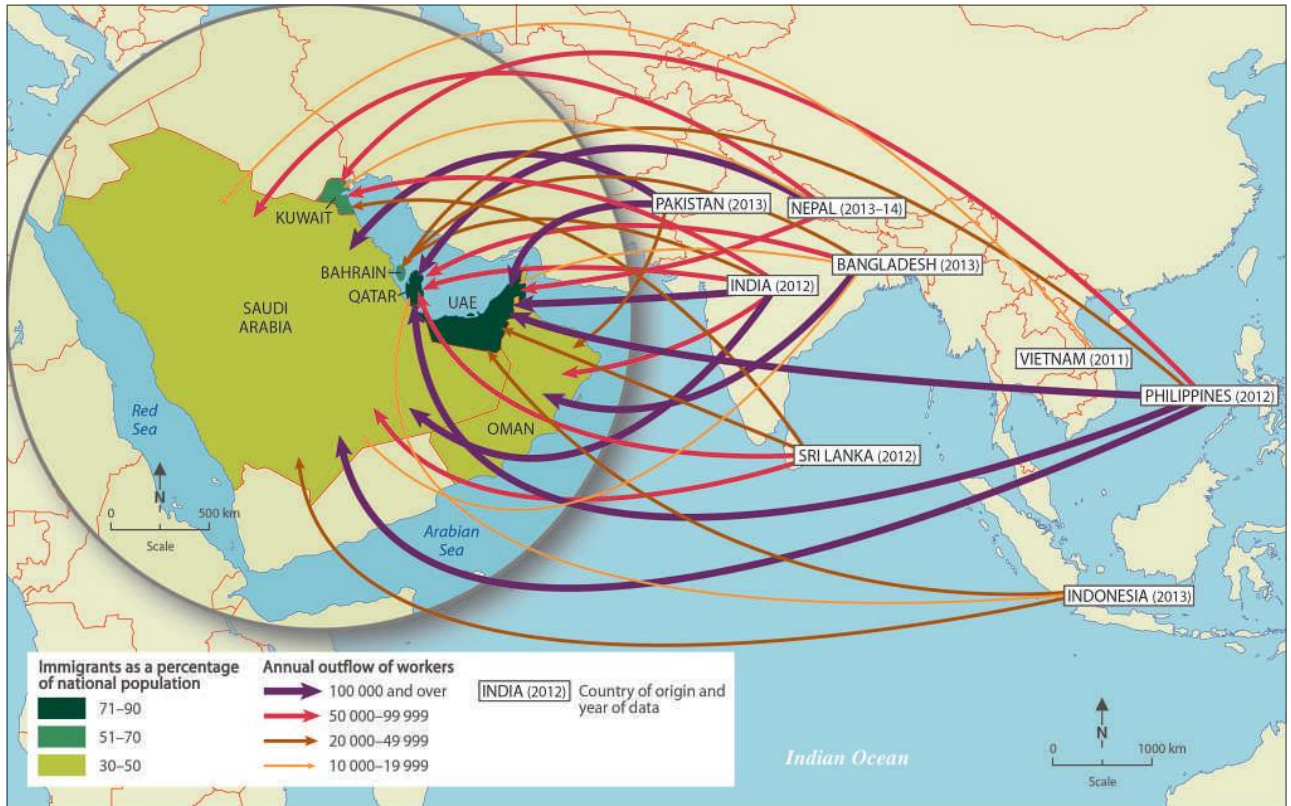 PAKISTAN (2013)
NEPAL (2013–14)
KUWAIT
BANGLADESH (2013)
BAHRAIN
INDIA (2012)
QATAR
UAE
SAUDI
ARABIA
VIETNAM (2011)
PHILIPPINES (2012)
Red
Sea
OMAN
SRI LANKA (2012)
N
0 500 km
Scale
Arabian
Sea
INDONESIA (2013)
Immigrants as a percentage
of national population
71–90
51–70
30–50
Annual outflow of workers
100 000 and over
50 000–99 999
20 000–49 999
10 000–19 999
INDIA (2012)
Country of origin and
year of data
Indian Ocean
N
0 1000 km
Scale